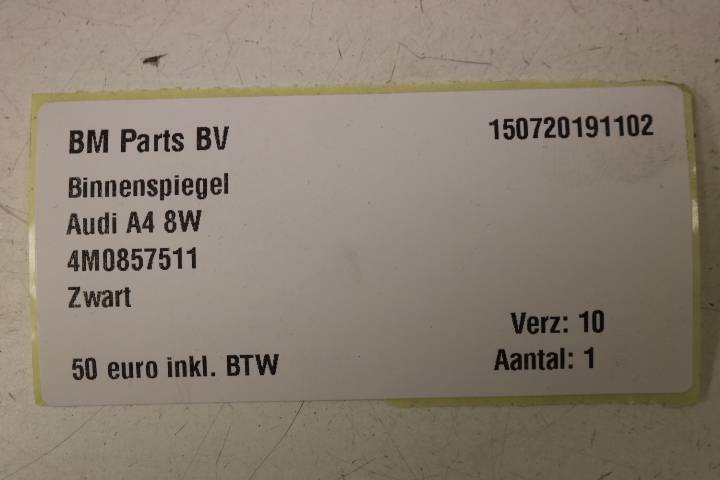 BM Parts BV
150720191102
Binnenspiegel
Audi A4 8W
4M0857511
Zwart
Verz: 10
50 euro inkl. BTW
Aantal: 1